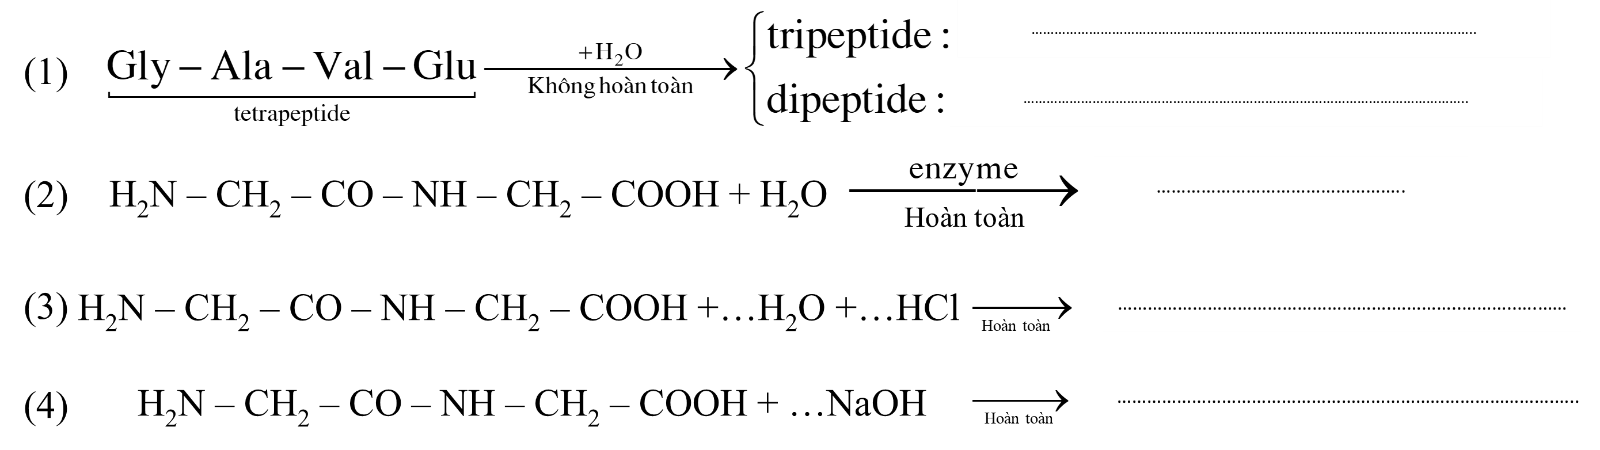 (1) Gly – Ala – Val – Glu +H₂O Không hoàn toàn tripeptide : ........................
tetrapeptide dipeptide : ........................
(2) H₂N – CH₂ – CO – NH – CH₂ – COOH + H₂O enzyme Hoàn toàn ........................
(3) H₂N – CH₂ – CO – NH – CH₂ – COOH +…H₂O +…HCl Hoàn toàn ........................
(4) H₂N – CH₂ – CO – NH – CH₂ – COOH + …NaOH Hoàn toàn ........................